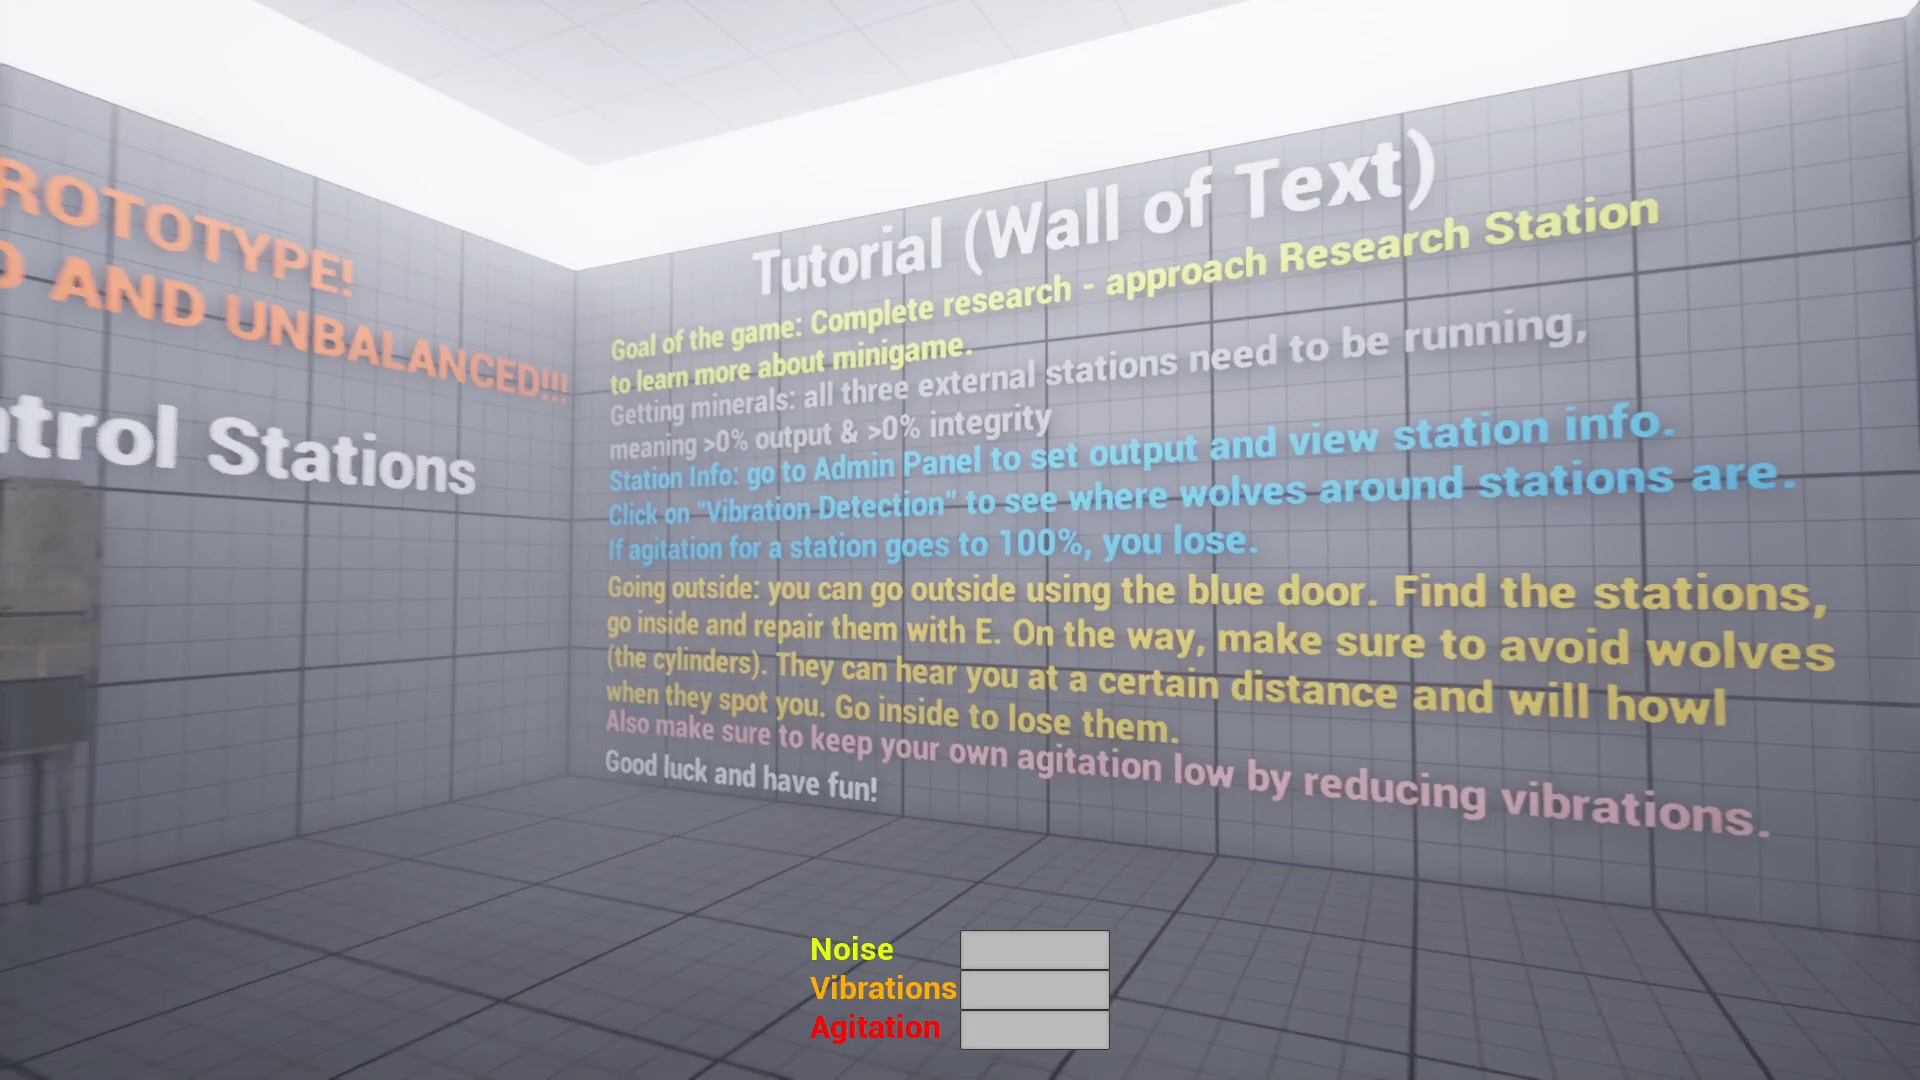 ROTOTYPE!
AND UNBALANCED!!!
ntrol Stations
Tutorial (Wall of Text)
Goal of the game: Complete research - approach Research Station
to learn more about minigame.
Getting minerals: all three external stations need to be running,
meaning >0% output & >0% integrity
Station Info: go to Admin Panel to set output and view station info.
Click on "Vibration Detection" to see where wolves around stations are.
If agitation for a station goes to 100%, you lose.
Going outside: you can go outside using the blue door. Find the stations,
go inside and repair them with E. On the way, make sure to avoid wolves
(the cylinders). They can hear you at a certain distance and will howl
when they spot you. Go inside to lose them.
Also make sure to keep your own agitation low by reducing vibrations.
Good luck and have fun!
Noise
Vibrations
Agitation